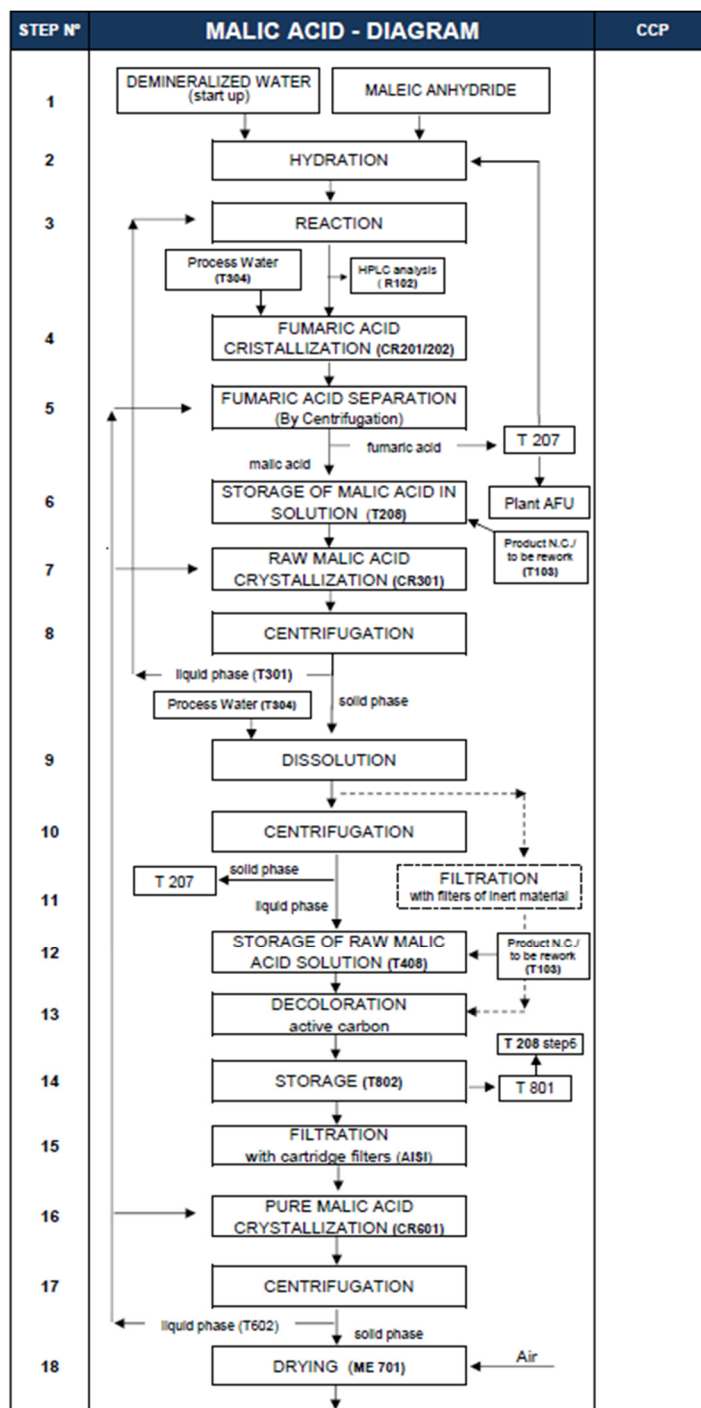 STEP Nº
MALIC ACID - DIAGRAM
CCP
1
DEMINERALIZED WATER
(start up)
MALEIC ANHYDRIDE
2
HYDRATION
3
REACTION
Process Water
(T304)
HPLC analysis
( R102)
4
FUMARIC ACID
CRISTALLIZATION (CR201/202)
5
FUMARIC ACID SEPARATION
(By Centrifugation)
fumaric acid
T 207
malic acid
Plant AFU
6
STORAGE OF MALIC ACID IN
SOLUTION (T208)
Product N.C./
to be rework
(T103)
7
RAW MALIC ACID
CRYSTALLIZATION (CR301)
8
CENTRIFUGATION
liquid phase (T301)
solid phase
Process Water (T304)
9
DISSOLUTION
10
CENTRIFUGATION
solid phase
T 207
liquid phase
11
FILTRATION
with filters of inert material
12
STORAGE OF RAW MALIC
ACID SOLUTION (T408)
Product N.C./
to be rework
(T103)
13
DECOLORATION
active carbon
T 208 step6
14
STORAGE (T802)
T 801
15
FILTRATION
with cartridge filters (AISI)
16
PURE MALIC ACID
CRYSTALLIZATION (CR601)
17
CENTRIFUGATION
liquid phase (T602)
solid phase
18
DRYING (ME 701)
Air